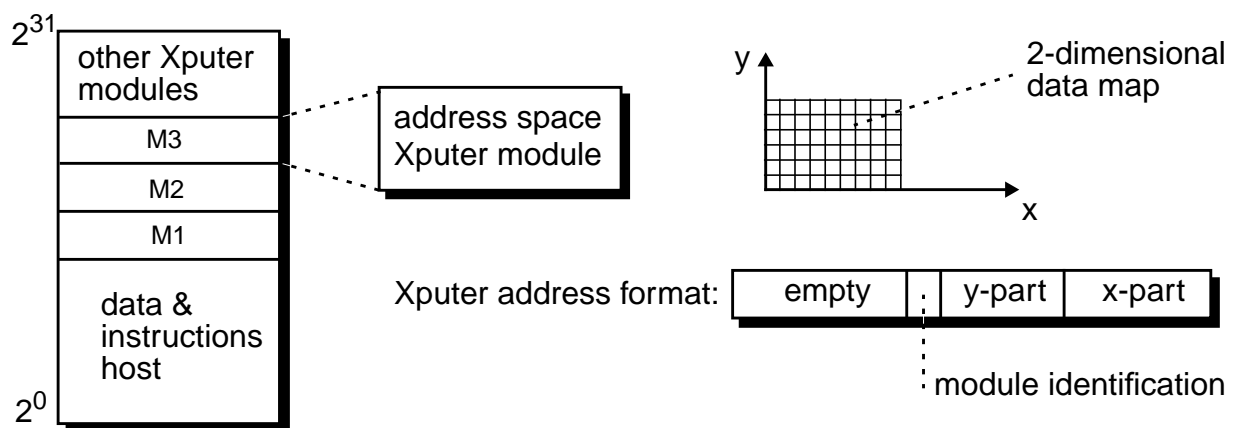 2^31
other Xputer
modules
M3
M2
M1
data &
instructions
host
2^0
address space
Xputer module
y
x
2-dimensional
data map
Xputer address format:
empty
y-part
x-part
module identification